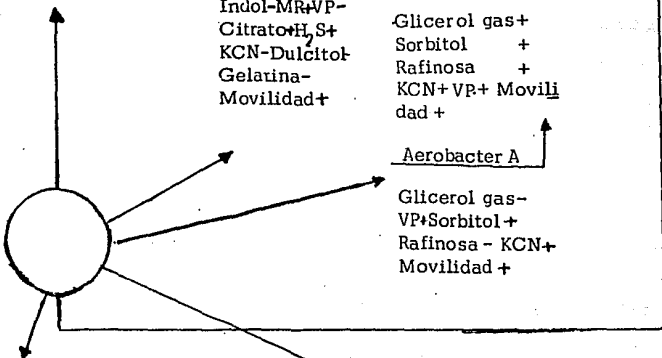 Indol-MR+VP-
Citrato+H2S+
KCN-Dulcitol-
Gelatina-
Movilidad+
Glicerol gas+
Sorbitol +
Rafinosa +
KCN+VP+ Movili
dad +
Aerobacter A
Glicerol gas-
VP+Sorbitol+
Rafinosa - KCN+
Movilidad +